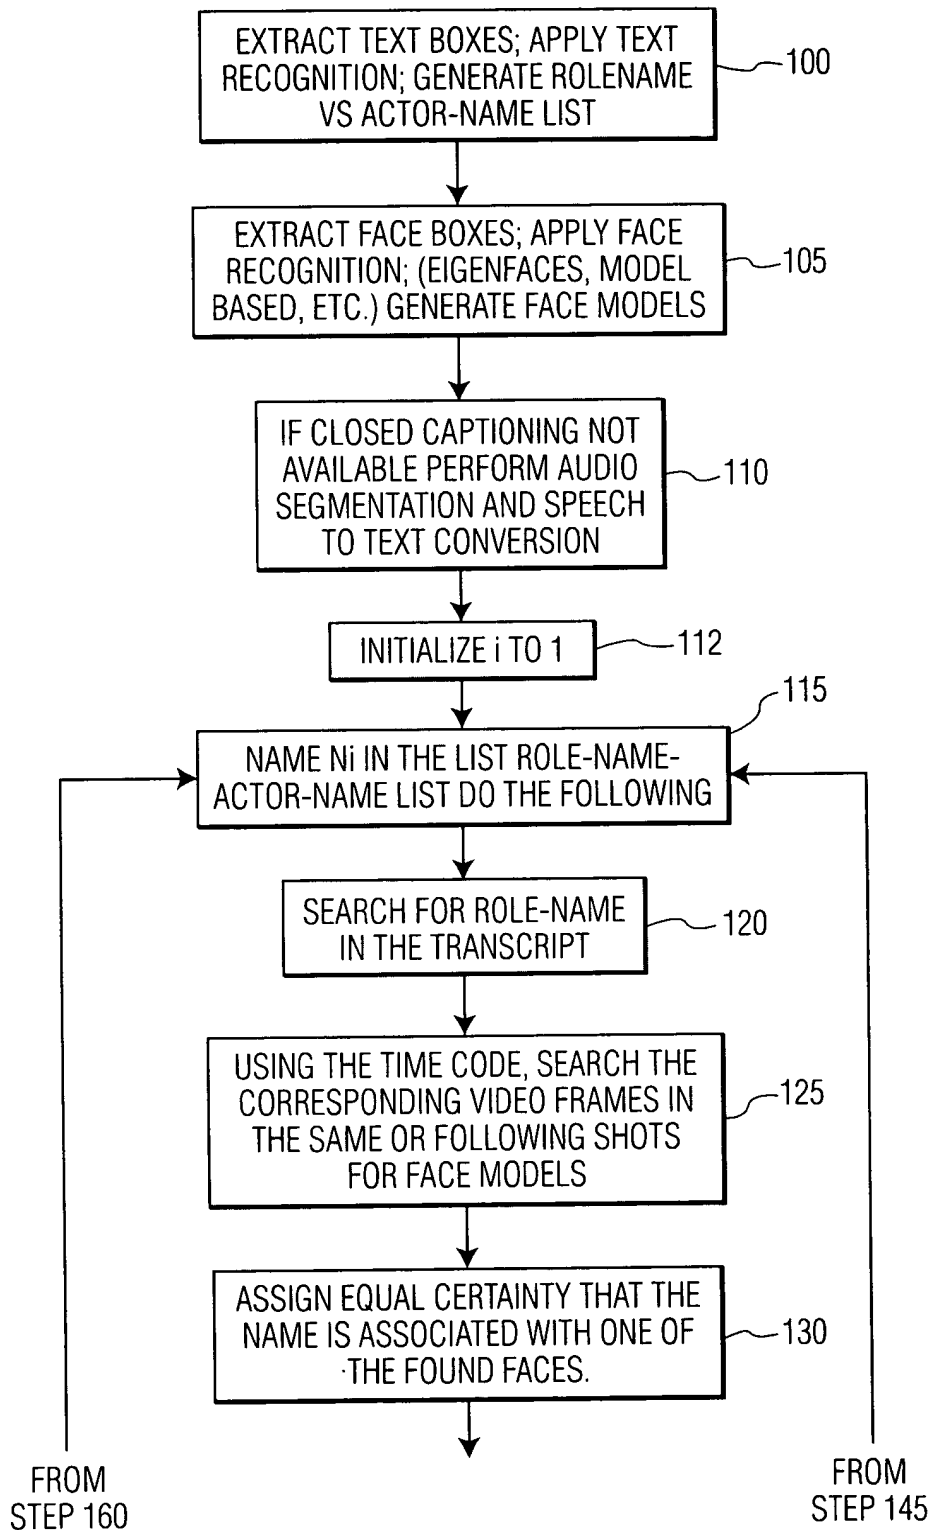 EXTRACT TEXT BOXES; APPLY TEXT
RECOGNITION; GENERATE ROLENAME
VS ACTOR-NAME LIST
100
EXTRACT FACE BOXES; APPLY FACE
RECOGNITION; (EIGENFACES, MODEL
BASED, ETC.) GENERATE FACE MODELS
105
IF CLOSED CAPTIONING NOT
AVAILABLE PERFORM AUDIO
SEGMENTATION AND SPEECH
TO TEXT CONVERSION
110
INITIALIZE i TO 1
112
115
NAME Ni IN THE LIST ROLE-NAME-
ACTOR-NAME LIST DO THE FOLLOWING
SEARCH FOR ROLE-NAME
IN THE TRANSCRIPT
120
USING THE TIME CODE, SEARCH THE
CORRESPONDING VIDEO FRAMES IN
THE SAME OR FOLLOWING SHOTS
FOR FACE MODELS
125
ASSIGN EQUAL CERTAINTY THAT THE
NAME IS ASSOCIATED WITH ONE OF
THE FOUND FACES.
130
FROM
STEP 160
FROM
STEP 145